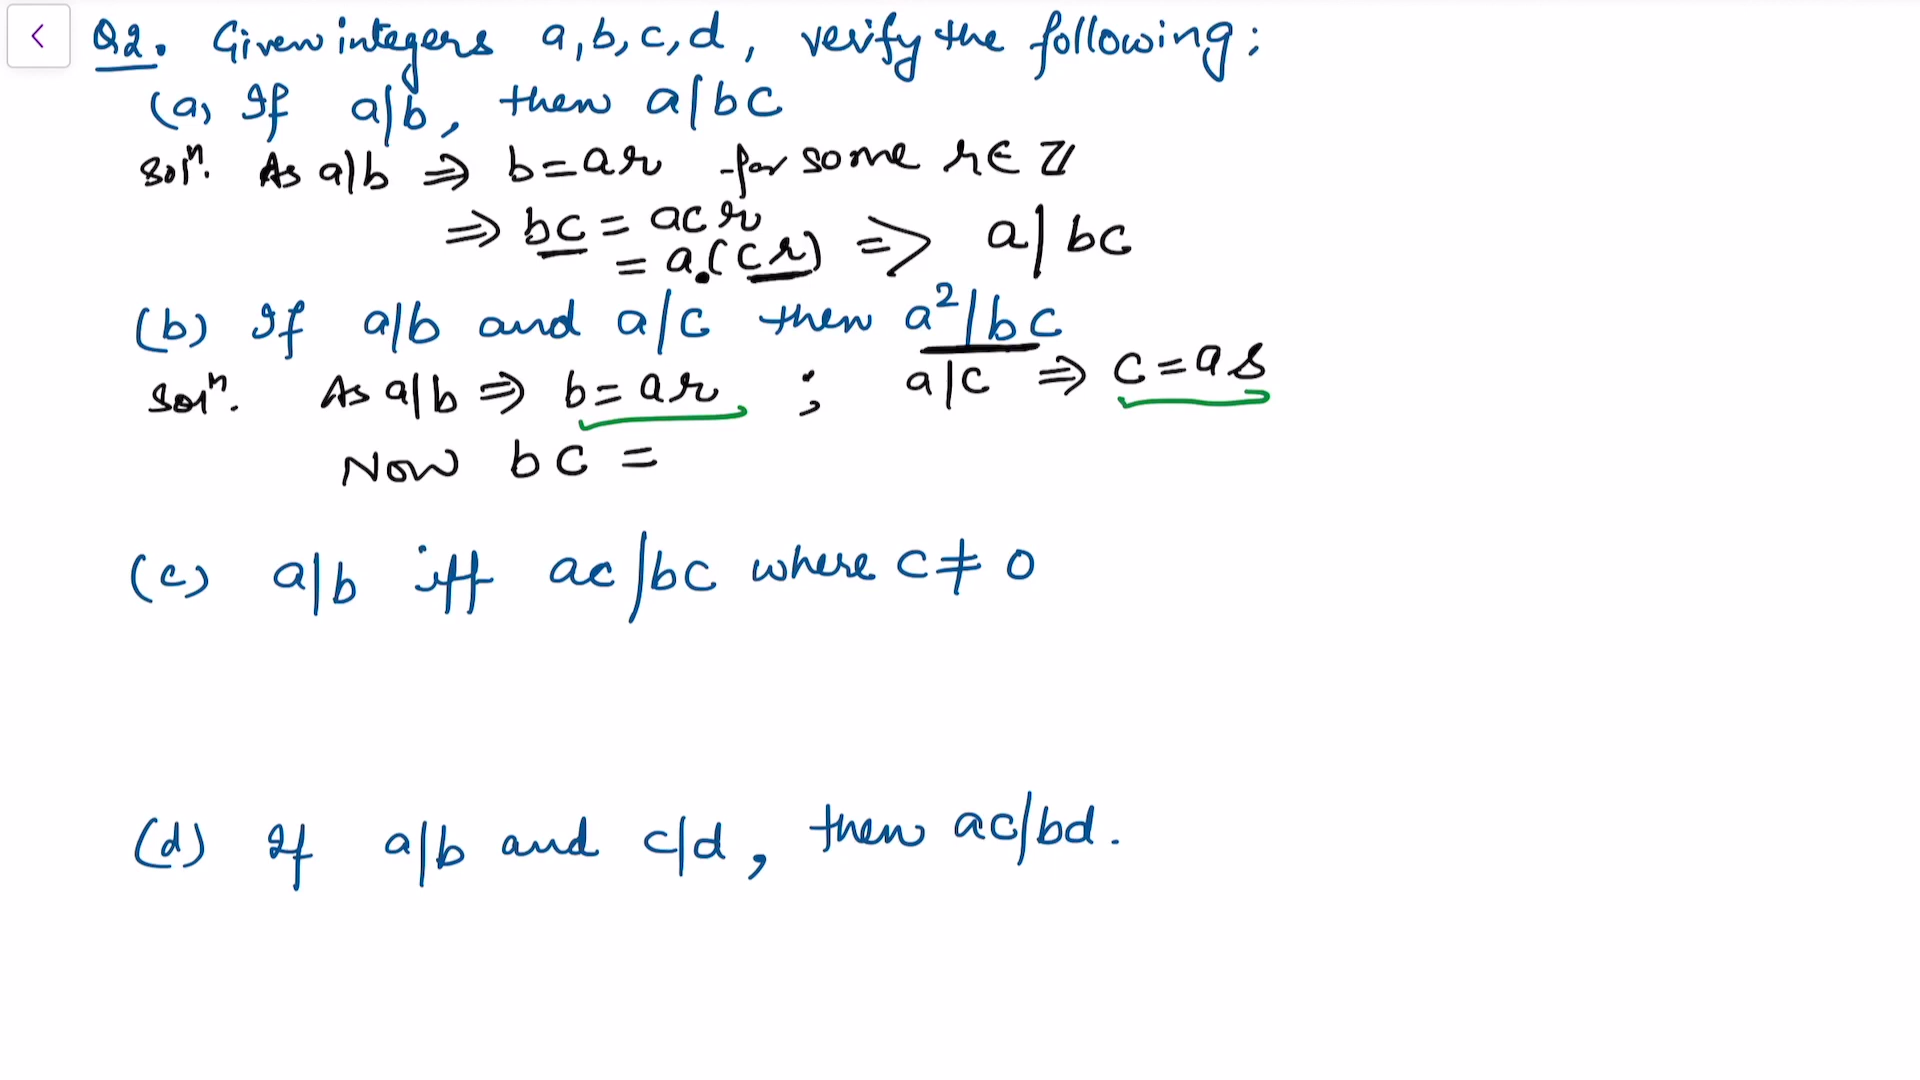 Q2. Given integers a, b, c, d, verify the following:
(a) If a|b, then a|bc
Solⁿ. As a|b ⇒ b = ar for some r ∈ ℤ
⇒ bc = acr
= a.(cr) => a|bc
(b) If a|b and a|c then a²|bc
Solⁿ. As a|b ⇒ b = ar ; a|c ⇒ c = as
Now bc =
(c) a|b iff ac|bc where c ≠ 0
(d) If a|b and c|d, then ac|bd.